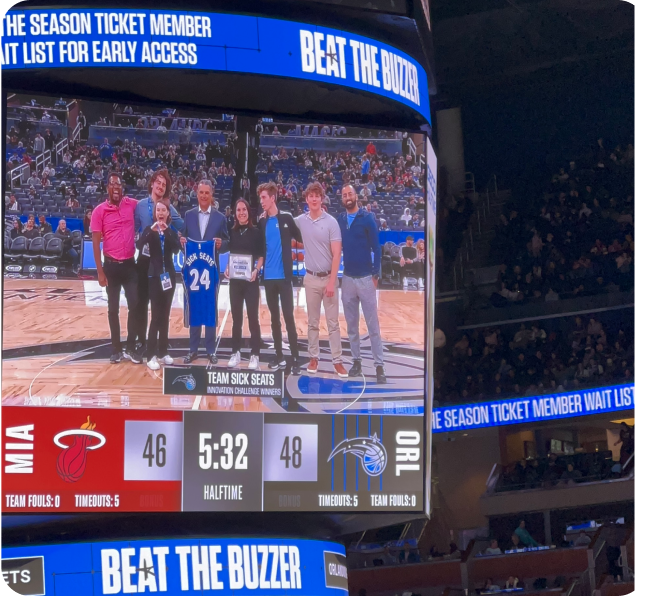 THE SEASON TICKET MEMBER
IT LIST FOR EARLY ACCESS
BEAT THE BUZZER
SICK SEATS
24
TEAM SICK SEATS
INNOVATION CHALLENGE WINNERS
MIA
46
5:32
HALFTIME
48
ORL
TEAM FOULS: 0 TIMEOUTS: 5
TIMEOUTS: 5 TEAM FOULS: 0
SEASON TICKET MEMBER WAIT LIST
ETS
BEAT THE BUZZER